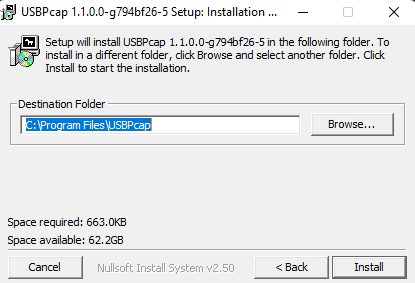 USBPcap 1.1.0.0-g794bf26-5 Setup: Installation ...
Setup will install USBPcap 1.1.0.0-g794bf26-5 in the following folder. To
install in a different folder, click Browse and select another folder. Click
Install to start the installation.
Destination Folder
C:\Program Files\USBPcap
Browse...
Space required: 663.0KB
Space available: 62.2GB
Cancel
Nullsoft Install System v2.50
< Back
Install